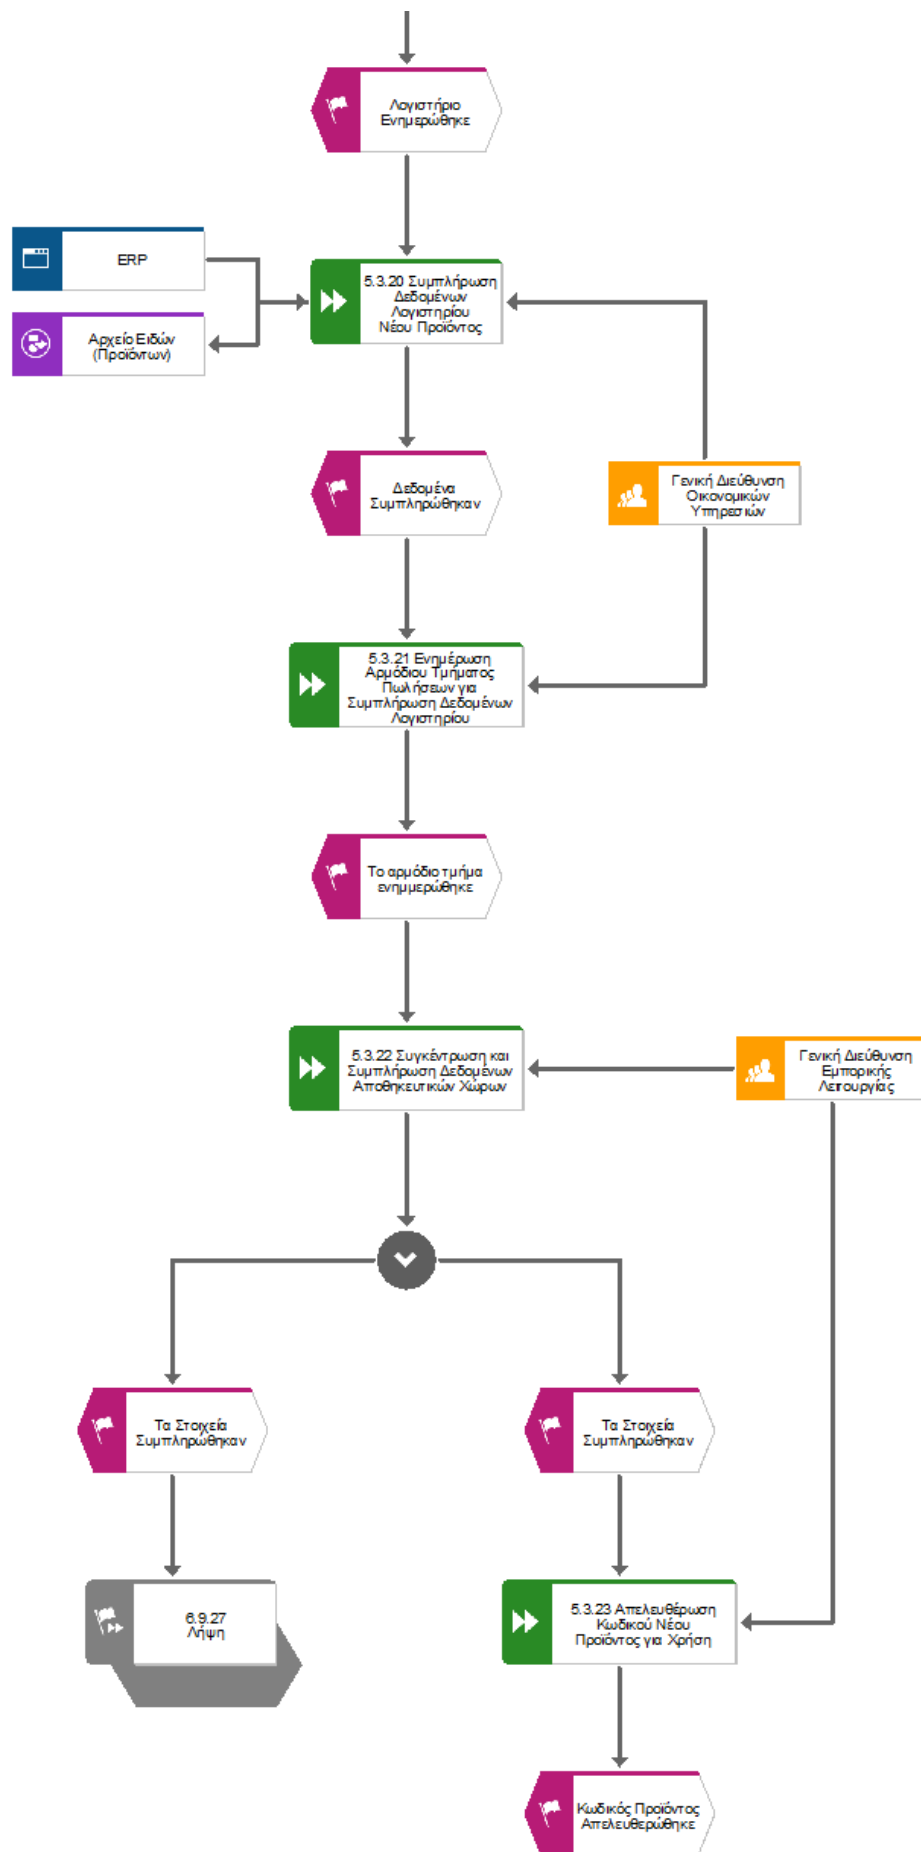 Λογιστήριο
Ενημερώθηκε
ERP
5.3.20 Συμπλήρωση
Δεδομένων
Λογιστηρίου
Νέου Προϊόντος
Αρχείο Ειδών
(Προϊόντων)
Δεδομένα
Συμπληρώθηκαν
Γενική Διεύθυνση
Οικονομικών
Υπηρεσιών
5.3.21 Ενημέρωση
Αρμόδιου Τμήματος
Πωλήσεων για
Συμπλήρωση Δεδομένων
Λογιστηρίου
Το αρμόδιο τμήμα
ενημμερώθηκε
5.3.22 Συγκέντρωση και
Συμπλήρωση Δεδομένων
Αποθηκευτικών Χώρων
Γενική Διεύθυνση
Εμπορικής
Λειτουργίας
Τα Στοιχεία
Συμπληρώθηκαν
Τα Στοιχεία
Συμπληρώθηκαν
6.9.27
Λήψη
5.3.23 Απελευθέρωση
Κωδικού Νέου
Προϊόντος για Χρήση
Κωδικός Προϊόντος
Απελευθερώθηκε